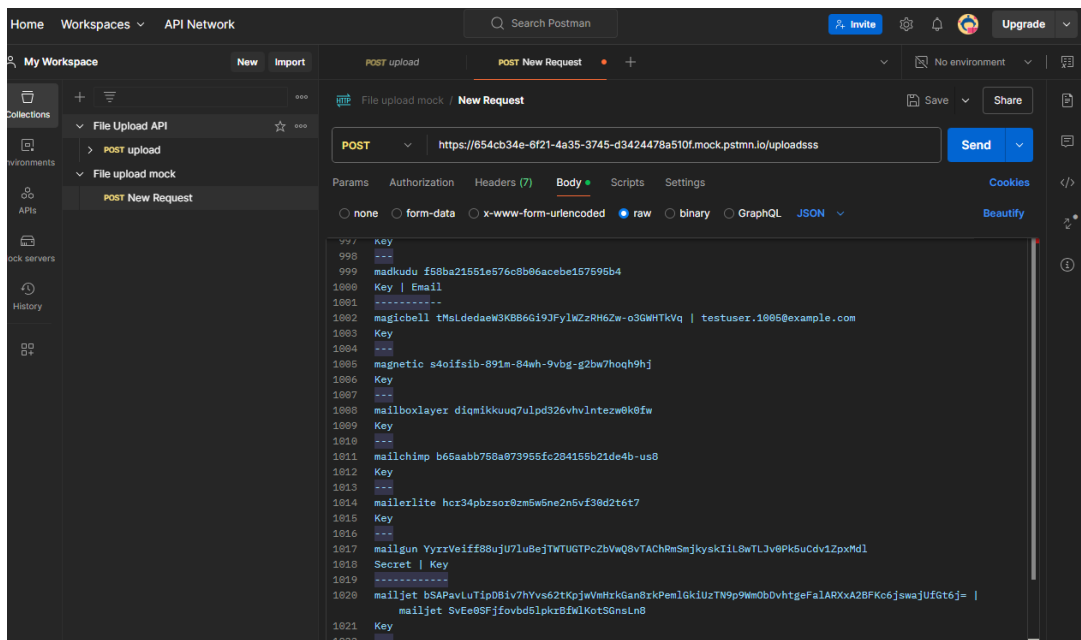 Home Workspaces API Network Search Postman Invite Upgrade
My Workspace New Import POST upload POST New Request No environment
Collections
File upload mock / New Request Save Share
File Upload API
POST upload
File upload mock
POST New Request
nvironments
APIs
ock servers
History
POST https://654cb34e-6f21-4a35-3745-d3424478a510f.mock.pstmn.io/uploadsss Send
Params Authorization Headers (7) Body Scripts Settings Cookies
none form-data x-www-form-urlencoded raw binary GraphQL JSON Beautify
997 Key
998 ---
999 madkudu f58ba21551e576c8b06acebe157595b4
1000 Key | Email
1001 -----------
1002 magicbell tMsLdedaeW3KBB6Gi9JFylWZzRH6Zw-o3GWHTkVq | testuser.1005@example.com
1003 Key
1004 ---
1005 magnetic s4oifsib-891m-84wh-9vbg-g2bw7hoqh9hj
1006 Key
1007 ---
1008 mailboxlayer diqmikkuuq7ulpd326vhvlntezw0k0fw
1009 Key
1010 ---
1011 mailchimp b65aabb758a073955fc284155b21de4b-us8
1012 Key
1013 ---
1014 mailerlite hcr34pbzsor0zm5w5ne2n5vf30d2t6t7
1015 Key
1016 ---
1017 mailgun YyrrVeiff88ujU7luBejTWTUGTPcZbVwQ8vTAChRmSmjkyskIiL8wTLJv0Pk5uCdv1ZpxMdl
1018 Secret | Key
1019 ------------
1020 mailjet bSAPavLuTipDBiv7hYvs62tKpjwVmHrkGan8rkPemlGkiUzTN9p9WmObDvhtgeFalARXxA2BFKc6jswajUfGt6j= |
mailjet SvEe0SFjfovbd5lpkrBfWlKotSGnsLn8
1021 Key